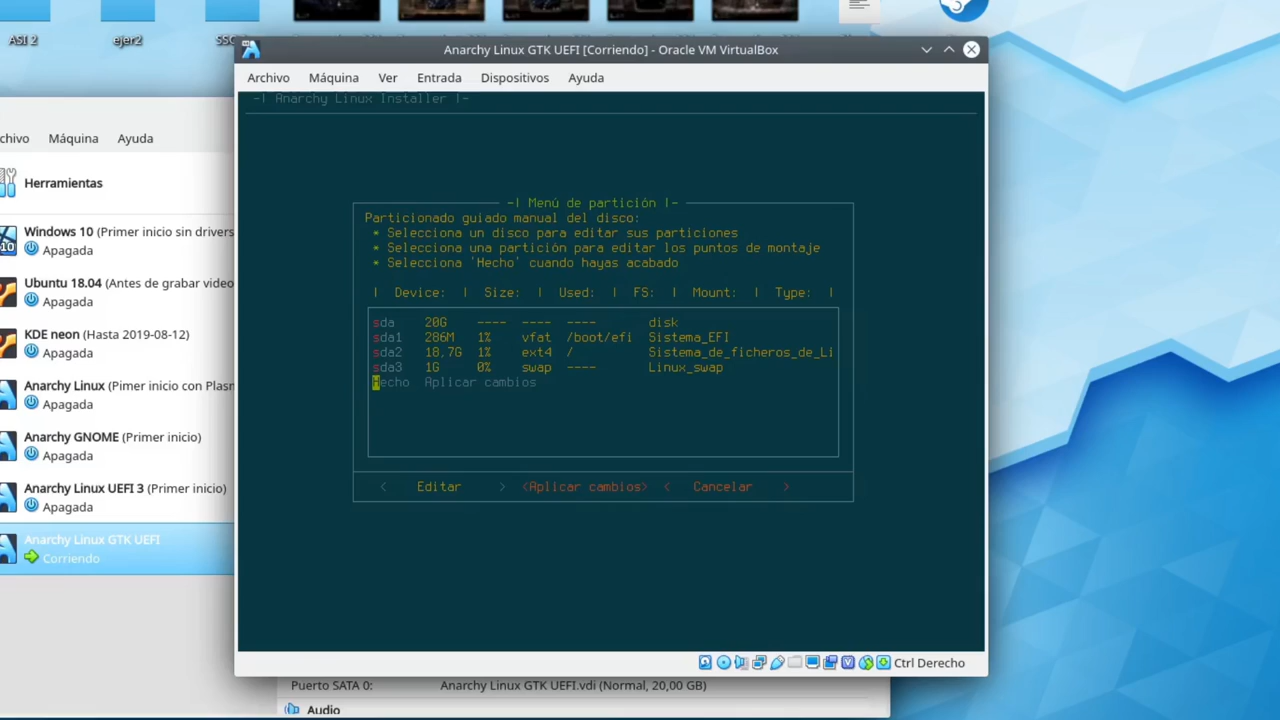 ASI 2
ejer2
Anarchy Linux GTK UEFI [Corriendo] - Oracle VM VirtualBox
Archivo Máquina Ver Entrada Dispositivos Ayuda
-| Anarchy Linux Installer |-
chivo Máquina Ayuda
Herramientas
Windows 10 (Primer inicio sin drivers
Apagada
Ubuntu 18.04 (Antes de grabar video
Apagada
KDE neon (Hasta 2019-08-12)
Apagada
Anarchy Linux (Pimer inicio con Plasm
Apagada
Anarchy GNOME (Primer inicio)
Apagada
Anarchy Linux UEFI 3 (Primer inicio)
Apagada
Anarchy Linux GTK UEFI
Corriendo
-| Menú de partición |-
Particionado guiado manual del disco:
* Selecciona un disco para editar sus particiones
* Selecciona una partición para editar los puntos de montaje
* Selecciona 'Hecho' cuando hayas acabado
| Device: | Size: | Used: | FS: | Mount: | Type: |
sda 20G ---- ---- ---- disk
sda1 286M 1% vfat /boot/efi Sistema_EFI
sda2 18,7G 1% ext4 / Sistema_de_ficheros_de_Li
sda3 1G 0% swap ---- Linux_swap
Hecho Aplicar cambios
< Editar > <Aplicar cambios> < Cancelar >
Ctrl Derecho
Puerto SATA 0: Anarchy Linux GTK UEFI.vdi (Normal, 20,00 GB)
Audio